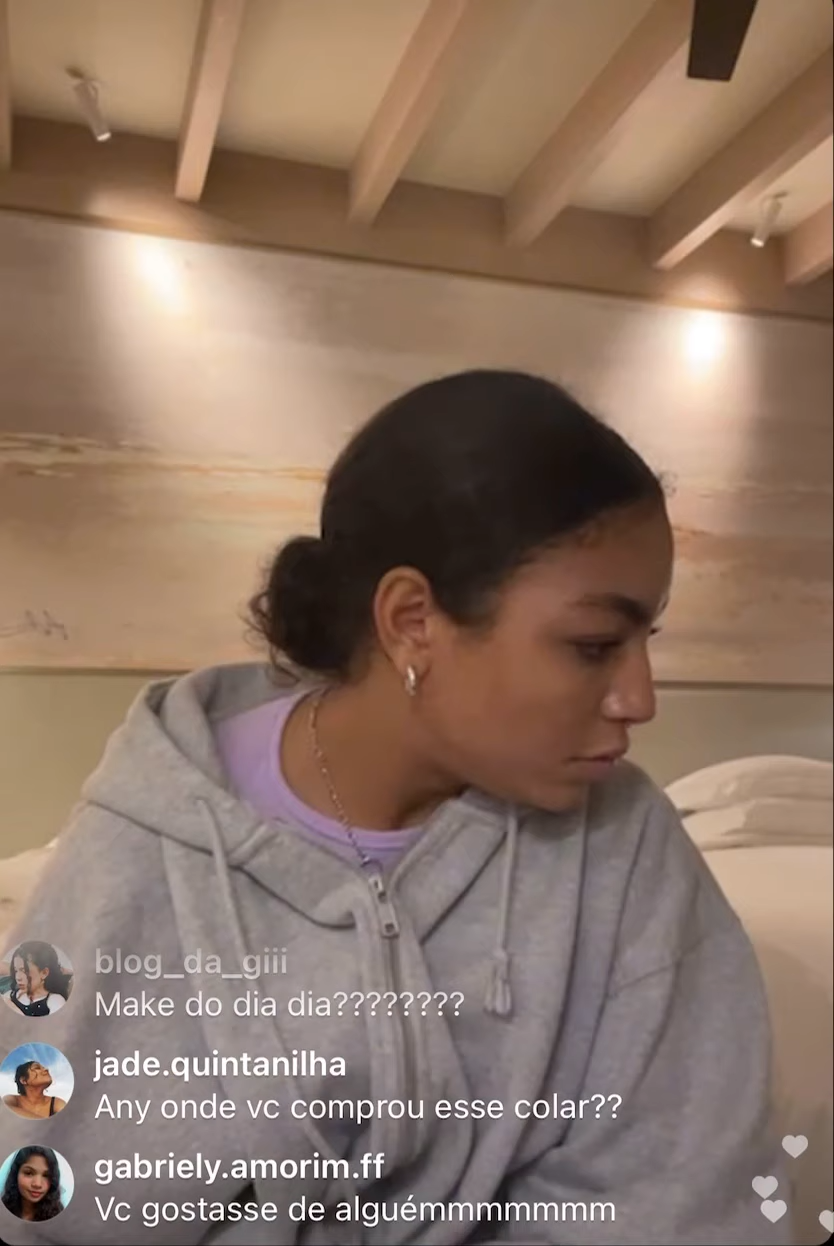 blog_da_giii
Make do dia dia????????
jade.quintanilha
Any onde vc comprou esse colar??
gabriely.amorim.ff
Vc gostasse de alguémmmmmmm